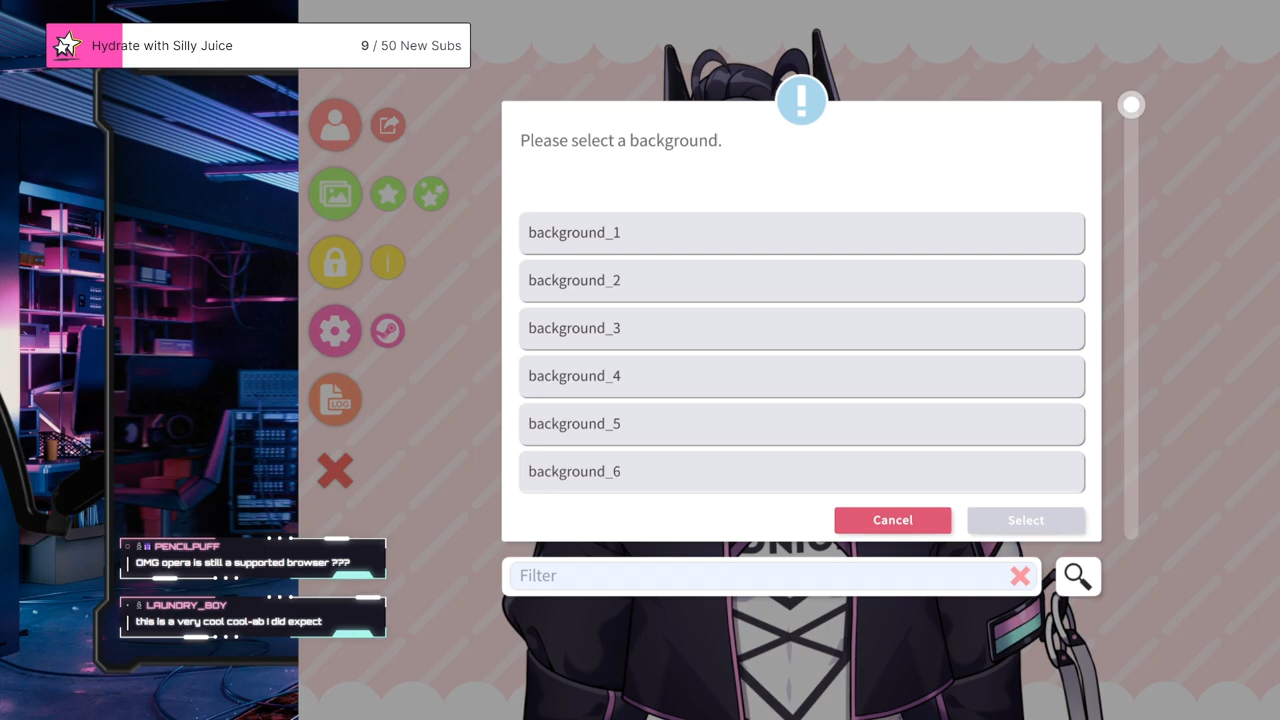 Hydrate with Silly Juice
9 / 50 New Subs
Please select a background.
background_1
background_2
background_3
background_4
background_5
background_6
Cancel
Select
LOG
PENCILPUFF
OMG opera is still a supported browser ???
LAUNDRY_BOY
this is a very cool cool-ab I did expect
Filter